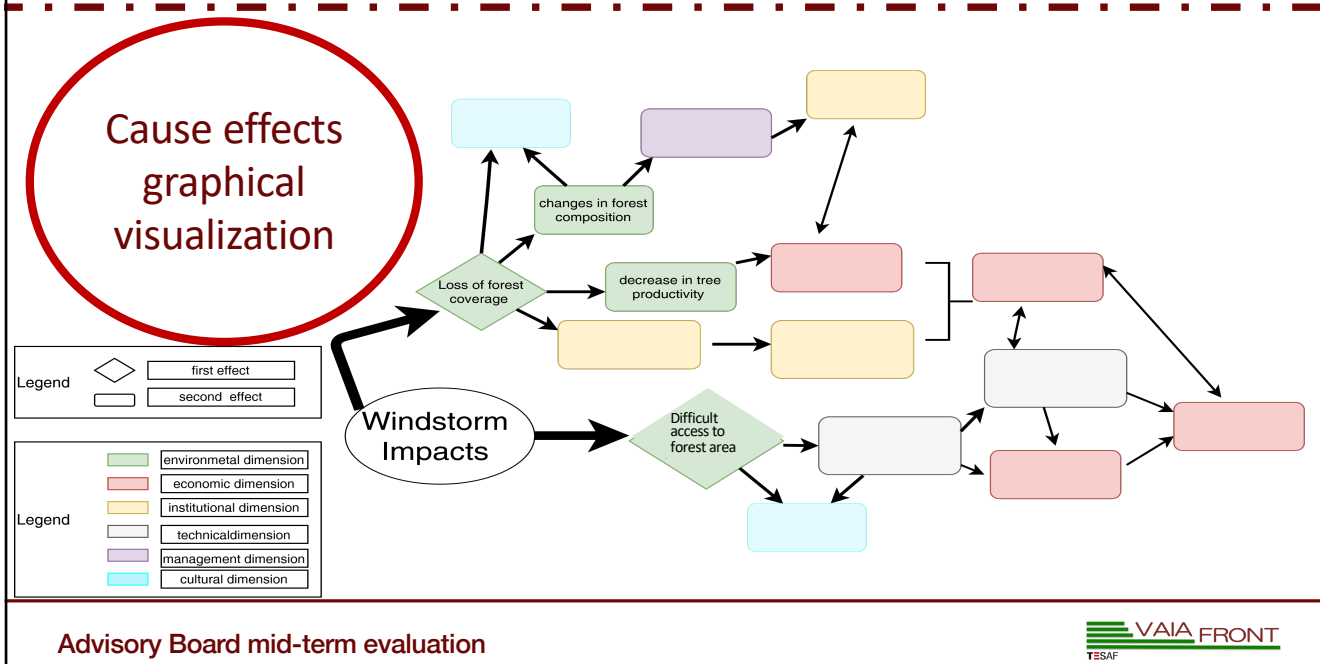 Cause effects
graphical
visualization
changes in forest
composition
Loss of forest
coverage
decrease in tree
productivity
Legend
first effect
second effect
Windstorm
Impacts
Difficult
access to
forest area
Legend
environmetal dimension
economic dimension
institutional dimension
technicaldimension
management dimension
cultural dimension
Advisory Board mid-term evaluation
VAIA FRONT
TESAF